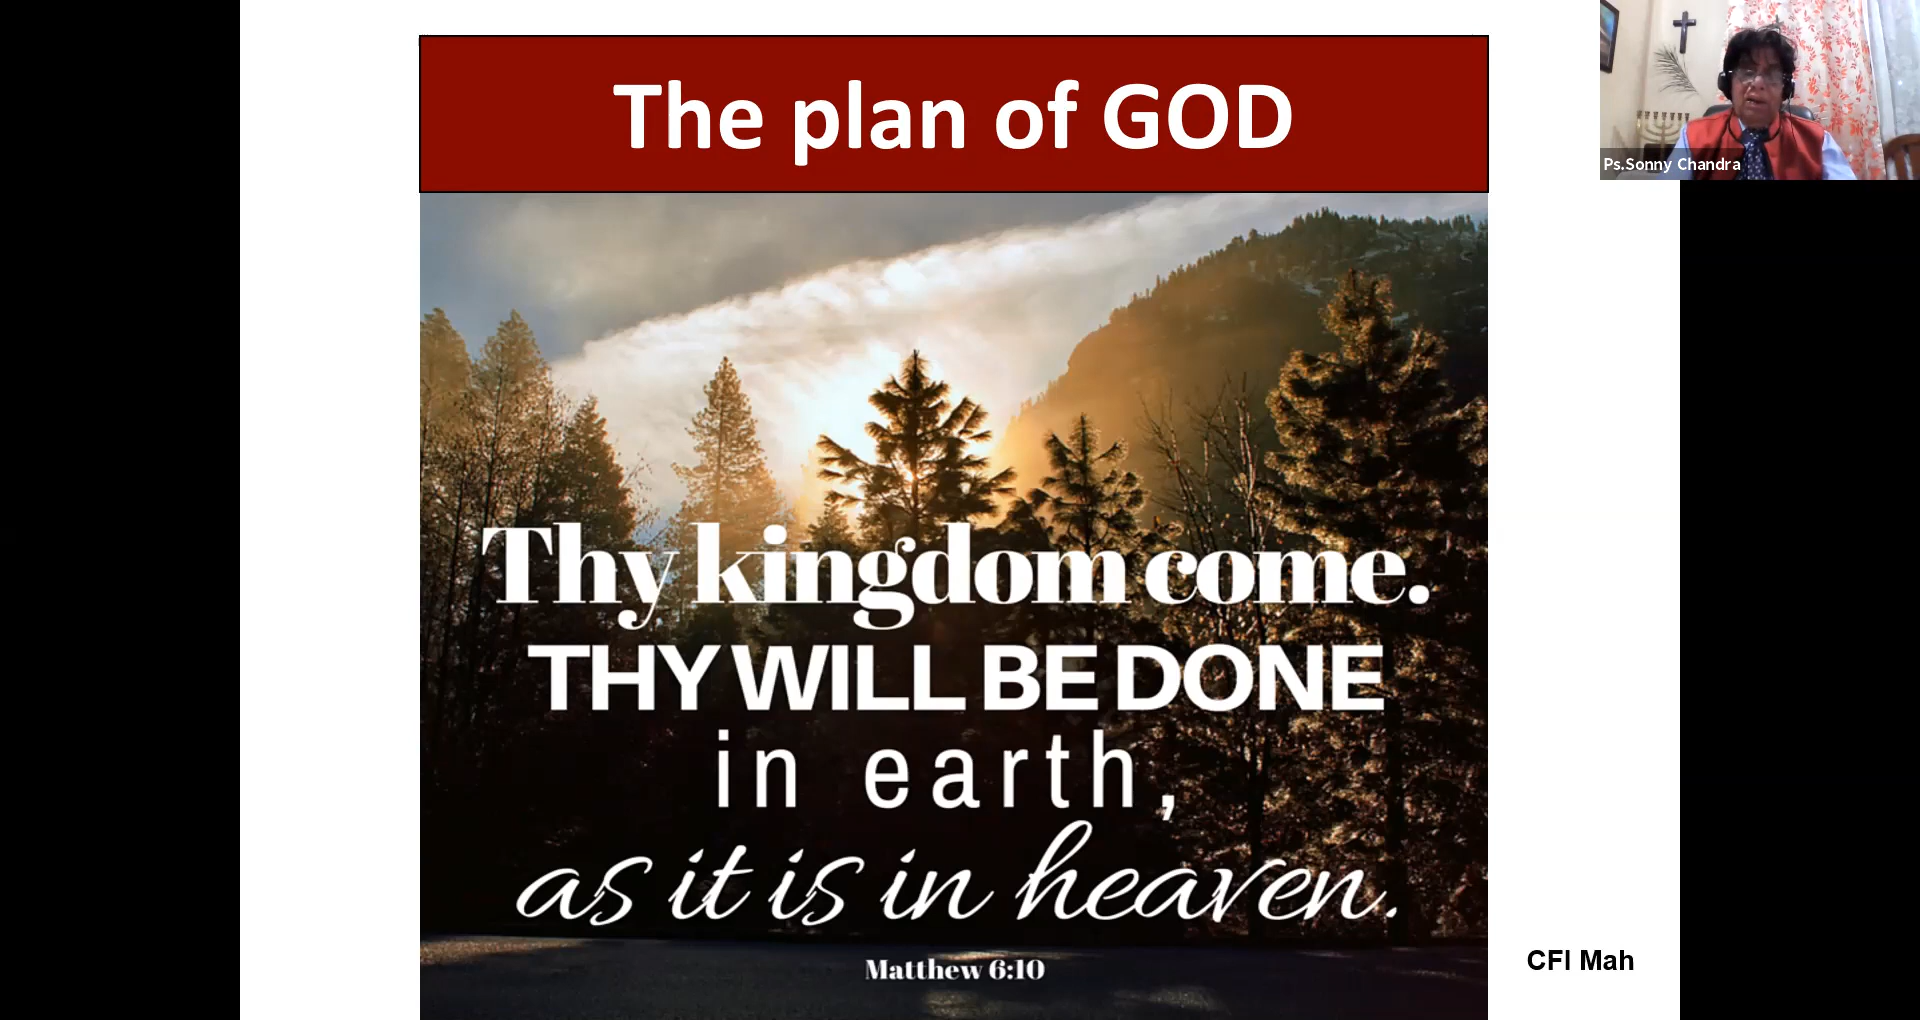 The plan of GOD
Ps.Sonny Chandra
Thy kingdom come.
THY WILL BE DONE
in earth,
as it is in heaven.
Matthew 6:10
CFI Mah